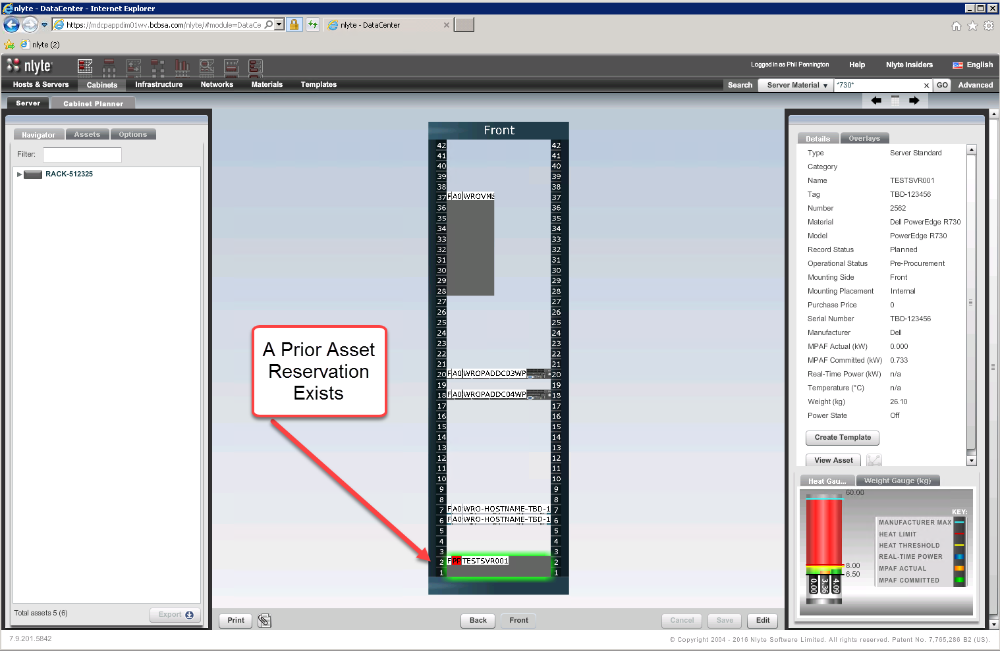 nlyte - DataCenter - Internet Explorer
https://mdcpappdim01wv.bcbsa.com/nlyte/#module=DataCe
nlyte - DataCenter
nlyte (2)
nlyte
Logged in as Phil Pennington
Help
Nlyte Insiders
English
Hosts & Servers
Cabinets
Infrastructure
Networks
Materials
Templates
Search
Server Material
*730*
GO
Advanced
Server
Cabinet Planner
Navigator
Assets
Options
Filter:
RACK-512325
Total assets 5 (6)
Export
Front
42 42
41 41
40 40
39 39
38 38
37 F A0 WROVMS 37
36 36
35 35
34 34
33 33
32 32
31 31
30 30
29 29
28 28
27 27
26 26
25 25
24 24
23 23
22 22
21 21
20 F A0 WROPADDC03WP 20
19 19
18 F A0 WROPADDC04WP 18
17 17
16 16
15 15
14 14
13 13
12 12
11 11
10 10
9 9
8 8
7 F A0 WRO-HOSTNAME-TBD-1 7
6 F A0 WRO-HOSTNAME-TBD-1 6
5 5
4 4
3 3
2 F PP TESTSVR001 2
1 1
A Prior Asset
Reservation
Exists
Print
Back
Front
Cancel
Save
Edit
Details
Overlays
Type Server Standard
Category
Name TESTSVR001
Tag TBD-123456
Number 2562
Material Dell PowerEdge R730
Model PowerEdge R730
Record Status Planned
Operational Status Pre-Procurement
Mounting Side Front
Mounting Placement Internal
Purchase Price 0
Serial Number TBD-123456
Manufacturer Dell
MPAF Actual (kW) 0.000
MPAF Committed (kW) 0.733
Real-Time Power (kW) n/a
Temperature (°C) n/a
Weight (kg) 26.10
Power State Off
Create Template
View Asset
Heat Gau...
Weight Gauge (kg)
60.00
8.00
6.50
0.00
3.36
4.09
KEY:
MANUFACTURER MAX
HEAT LIMIT
HEAT THRESHOLD
REAL-TIME POWER
MPAF ACTUAL
MPAF COMMITTED
7.9.201.5842
© Copyright 2004 - 2016 Nlyte Software Limited. All rights reserved. Patent No. 7,765,286 B2 (US).